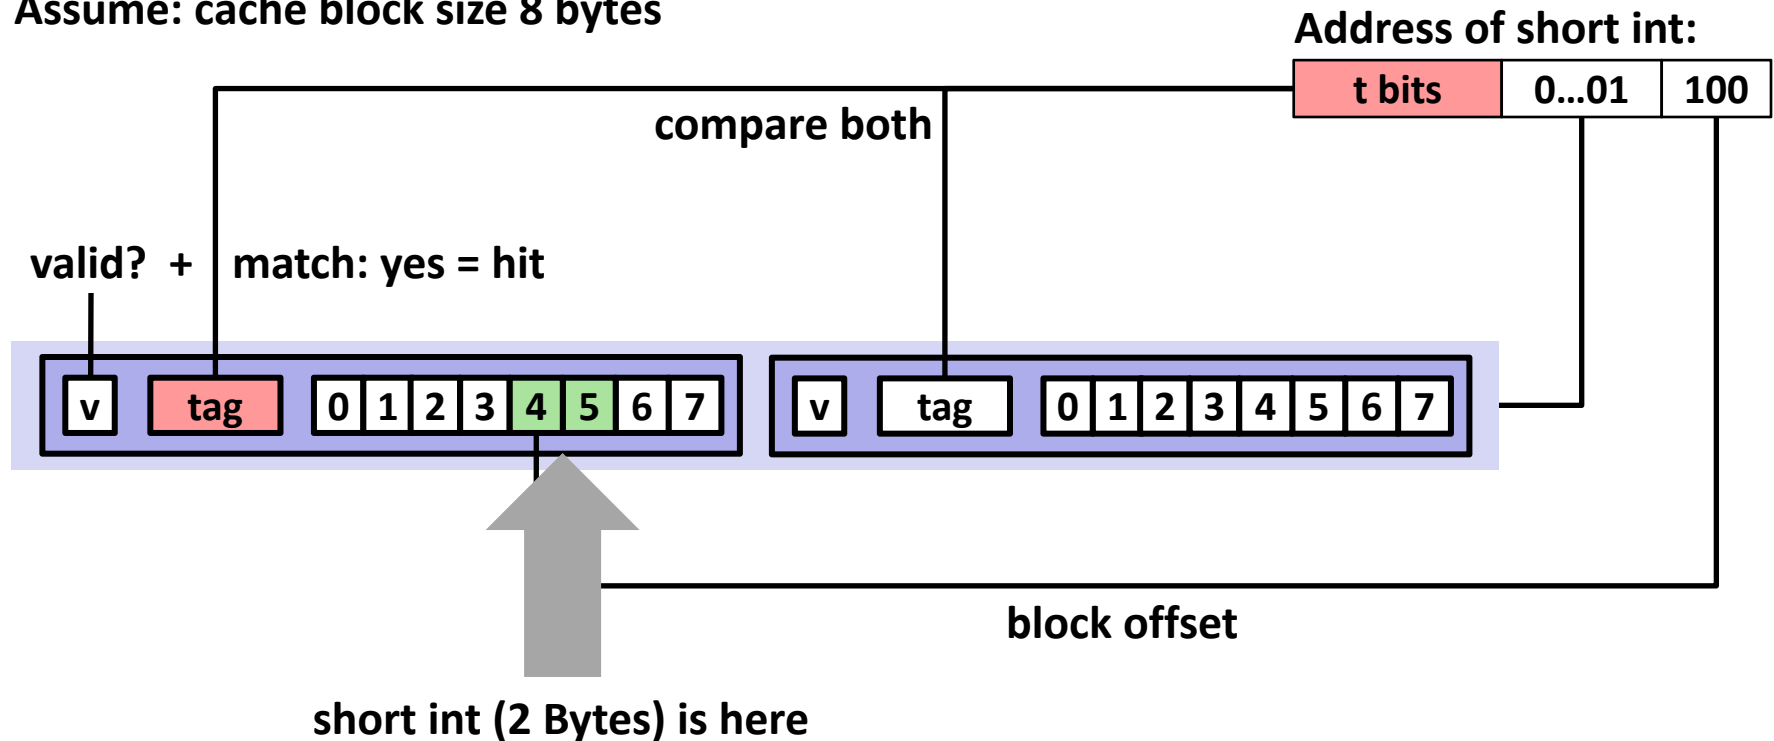 Assume: cache block size 8 bytes
Address of short int:
t bits 0...01 100
compare both
valid? + match: yes = hit
v tag 0 1 2 3 4 5 6 7 v tag 0 1 2 3 4 5 6 7
block offset
short int (2 Bytes) is here